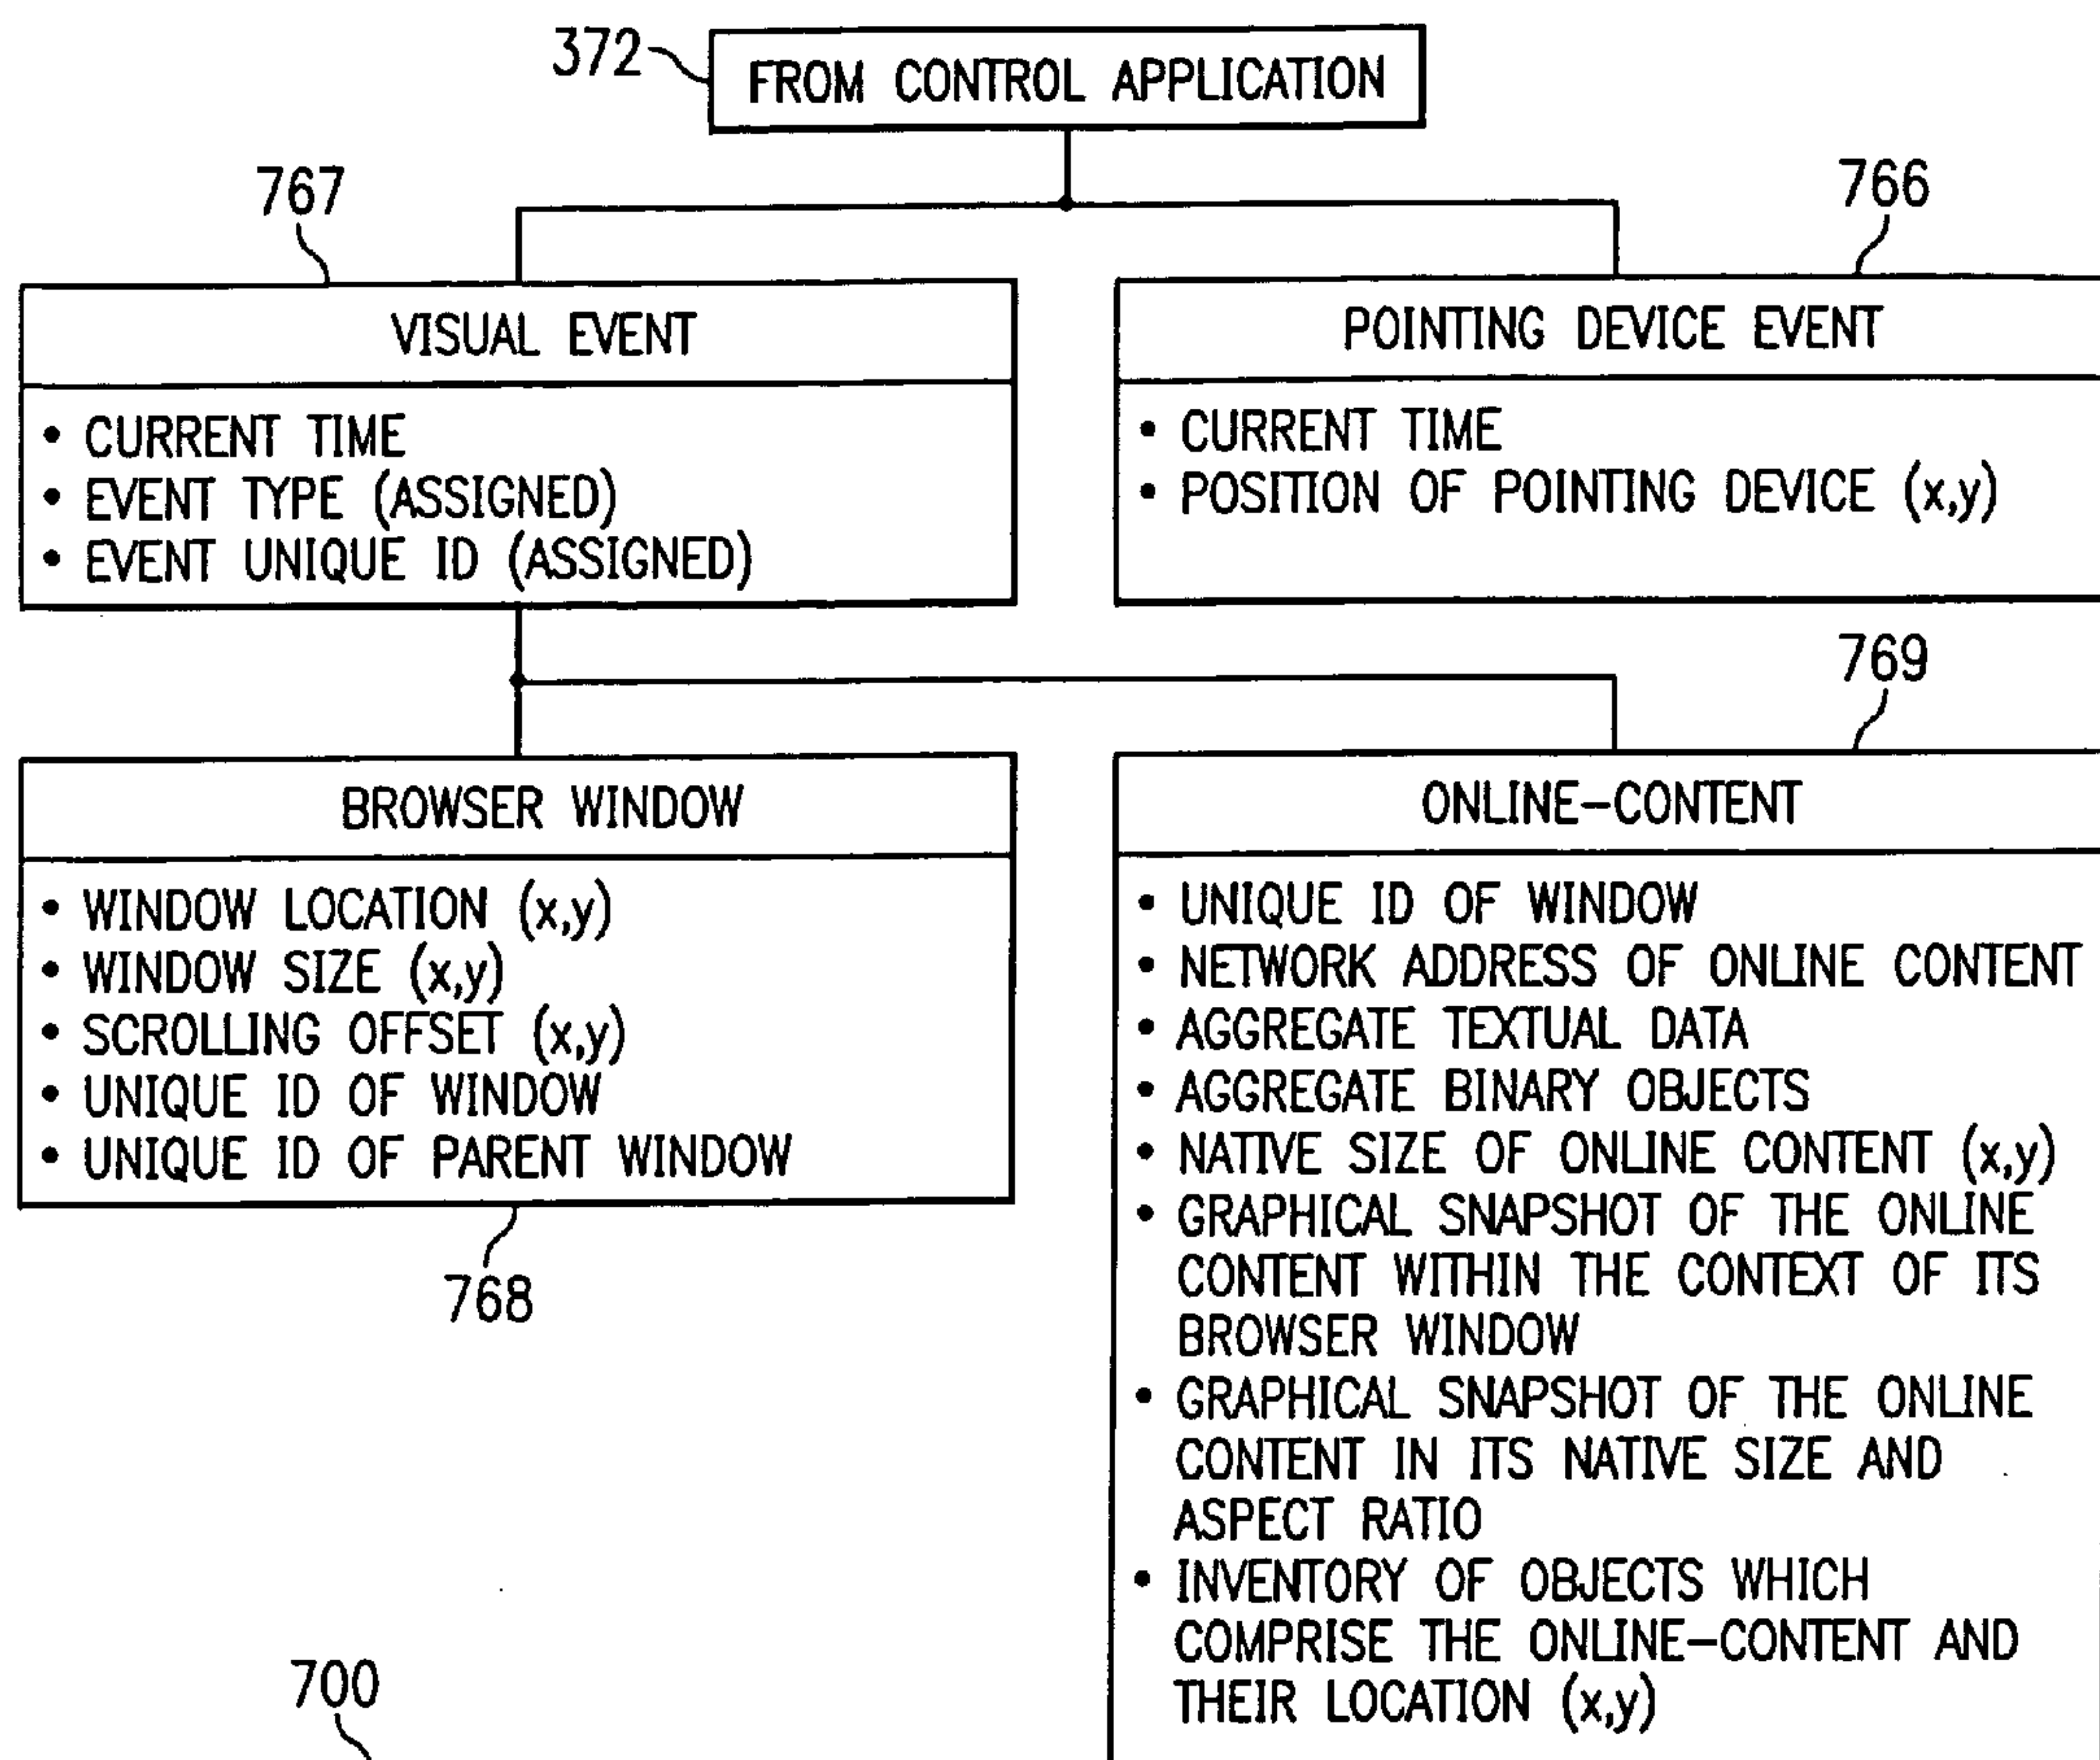 372
FROM CONTROL APPLICATION
767
766
VISUAL EVENT
• CURRENT TIME
• EVENT TYPE (ASSIGNED)
• EVENT UNIQUE ID (ASSIGNED)
POINTING DEVICE EVENT
• CURRENT TIME
• POSITION OF POINTING DEVICE (x,y)
769
BROWSER WINDOW
• WINDOW LOCATION (x,y)
• WINDOW SIZE (x,y)
• SCROLLING OFFSET (x,y)
• UNIQUE ID OF WINDOW
• UNIQUE ID OF PARENT WINDOW
768
ONLINE-CONTENT
• UNIQUE ID OF WINDOW
• NETWORK ADDRESS OF ONLINE CONTENT
• AGGREGATE TEXTUAL DATA
• AGGREGATE BINARY OBJECTS
• NATIVE SIZE OF ONLINE CONTENT (x,y)
• GRAPHICAL SNAPSHOT OF THE ONLINE
CONTENT WITHIN THE CONTEXT OF ITS
BROWSER WINDOW
• GRAPHICAL SNAPSHOT OF THE ONLINE
CONTENT IN ITS NATIVE SIZE AND
ASPECT RATIO
• INVENTORY OF OBJECTS WHICH
COMPRISE THE ONLINE-CONTENT AND
THEIR LOCATION (x,y)
700